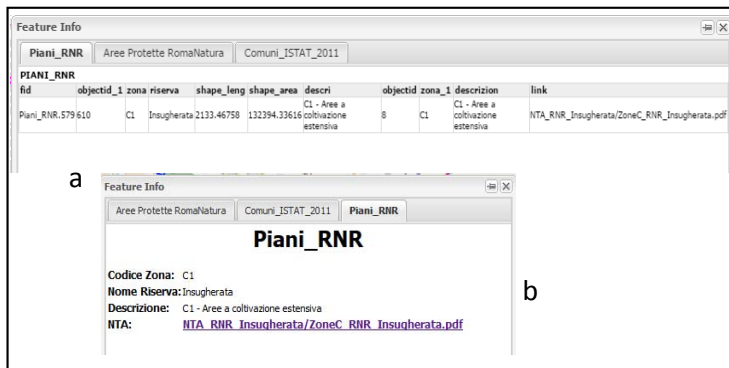 Feature Info
Piani_RNR Aree Protette RomaNatura Comuni_ISTAT_2011
PIANI_RNR
fid objectid_1 zona riserva shape_leng shape_area descri objectid zona_1 descrizion link
Piani_RNR.579 610 C1 Insugherata 2133.46758 132394.33616 C1 - Aree a coltivazione estensiva 8 C1 C1 - Aree a coltivazione estensiva NTA_RNR_Insugherata/ZoneC_RNR_Insugherata.pdf
a
Feature Info
Aree Protette RomaNatura Comuni_ISTAT_2011 Piani_RNR
Piani_RNR
Codice Zona: C1
Nome Riserva: Insugherata
Descrizione: C1 - Aree a coltivazione estensiva
NTA: NTA_RNR_Insugherata/ZoneC_RNR_Insugherata.pdf
b